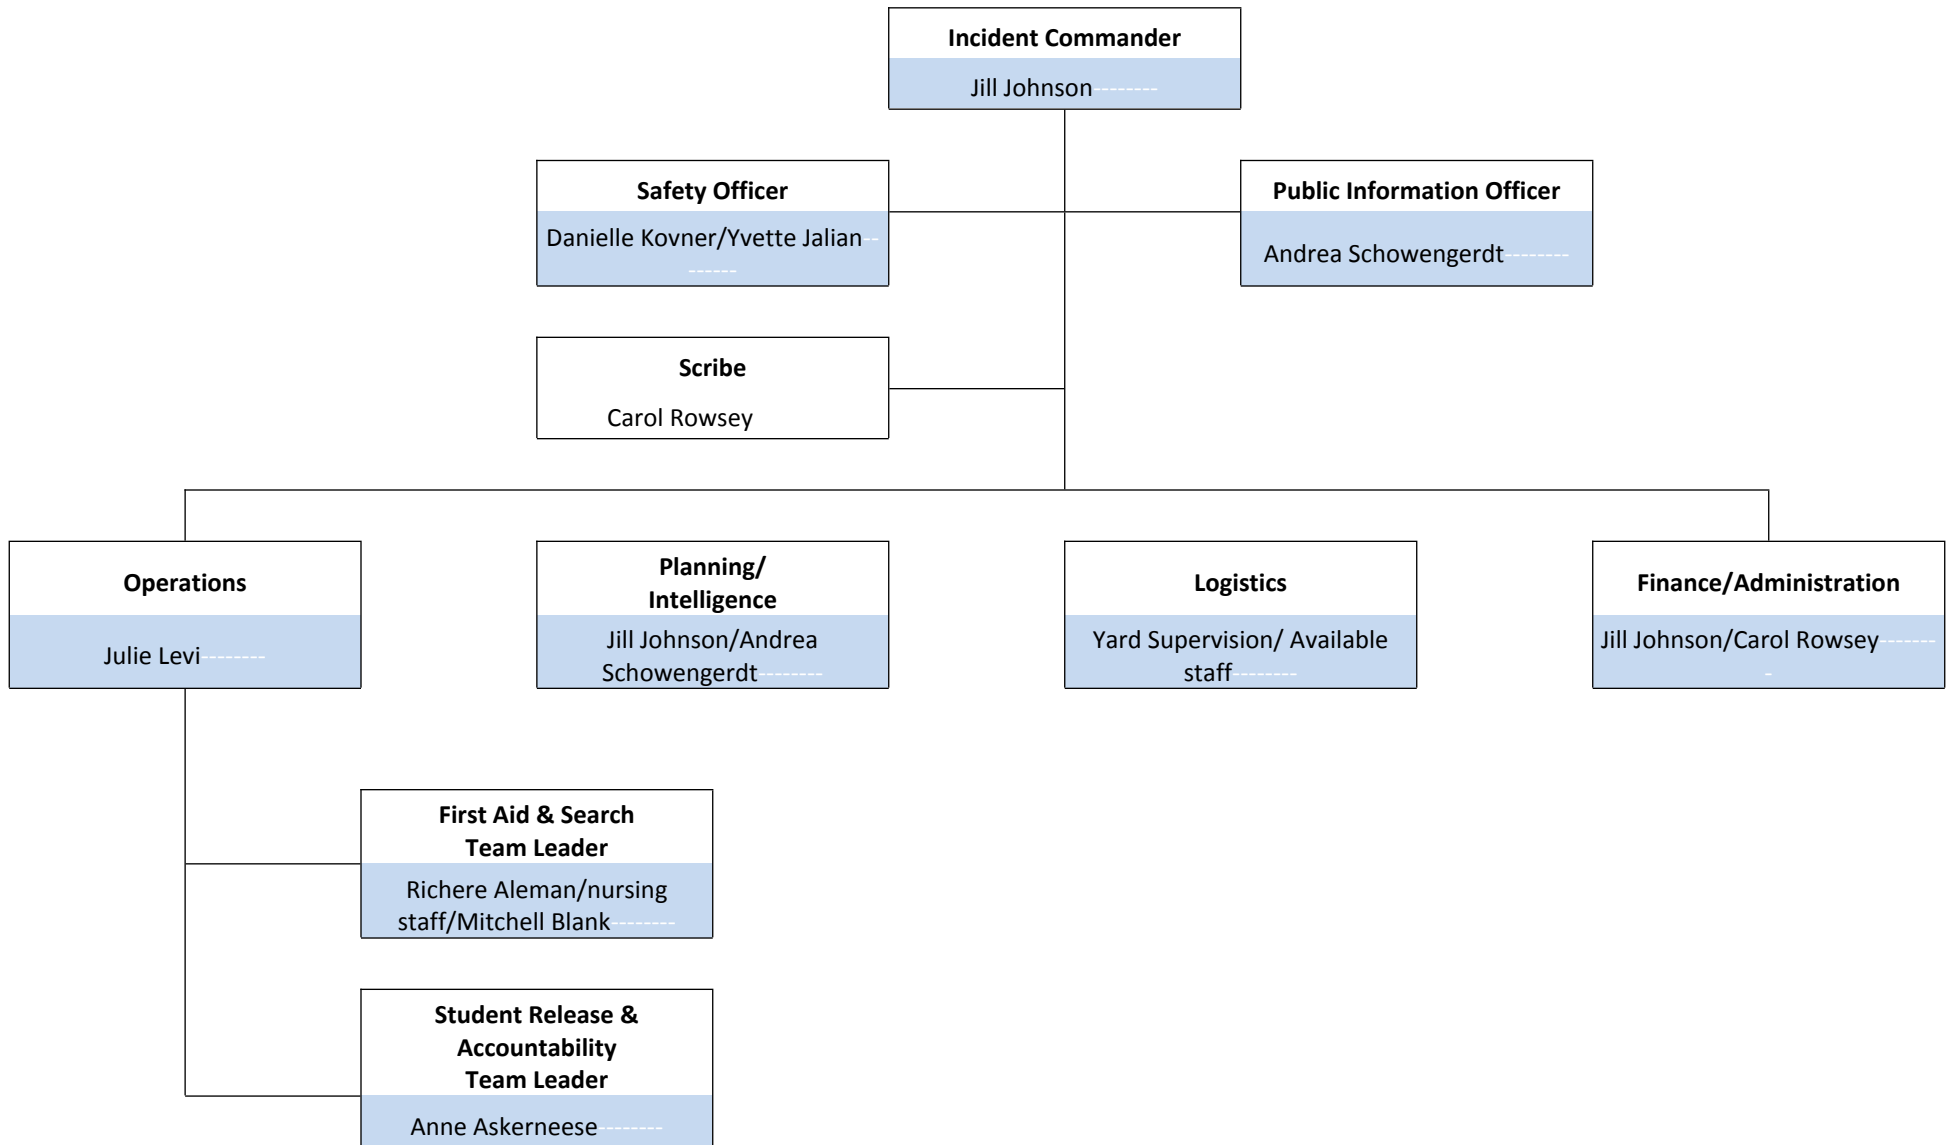 Incident Commander
Jill Johnson--------
Safety Officer
Danielle Kovner/Yvette Jalian--
------
Public Information Officer
Andrea Schowengerdt--------
Scribe
Carol Rowsey
Operations
Julie Levi--------
Planning/
Intelligence
Jill Johnson/Andrea
Schowengerdt--------
Logistics
Yard Supervision/ Available
staff--------
Finance/Administration
Jill Johnson/Carol Rowsey-------
-
First Aid & Search
Team Leader
Richere Aleman/nursing
staff/Mitchell Blank--------
Student Release &
Accountability
Team Leader
Anne Askerneese--------